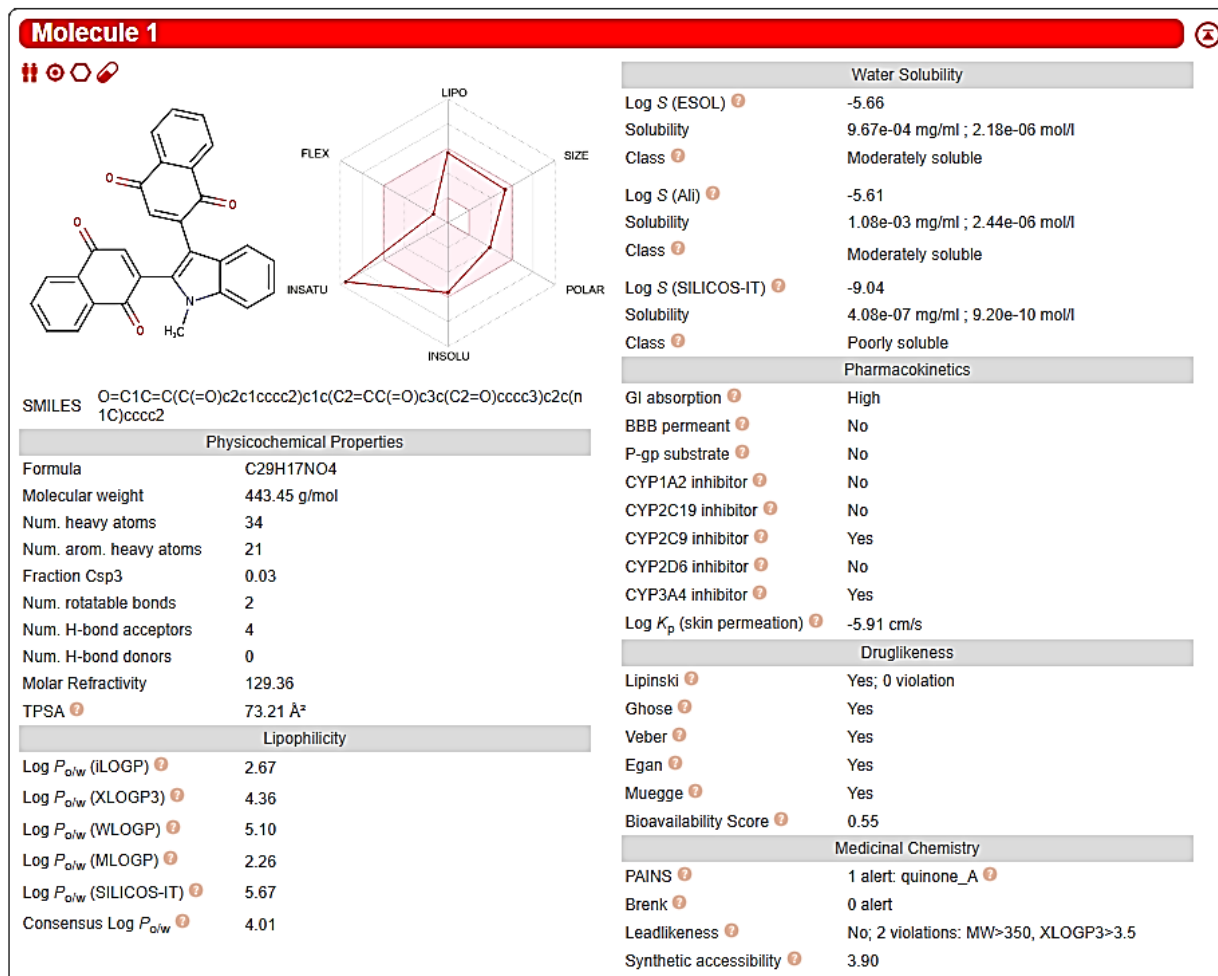 Molecule 1
LIPO
FLEX
SIZE
INSATU
POLAR
INSOLU
O
O
O
O
N
H₃C
SMILES O=C1C=C(C(=O)c2c1cccc2)c1c(C2=CC(=O)c3c(C2=O)cccc3)c2c(n
1C)cccc2
Physicochemical Properties
Formula C29H17NO4
Molecular weight 443.45 g/mol
Num. heavy atoms 34
Num. arom. heavy atoms 21
Fraction Csp3 0.03
Num. rotatable bonds 2
Num. H-bond acceptors 4
Num. H-bond donors 0
Molar Refractivity 129.36
TPSA ? 73.21 Å²
Lipophilicity
Log Po/w (iLOGP) ? 2.67
Log Po/w (XLOGP3) ? 4.36
Log Po/w (WLOGP) ? 5.10
Log Po/w (MLOGP) ? 2.26
Log Po/w (SILICOS-IT) ? 5.67
Consensus Log Po/w ? 4.01
Water Solubility
Log S (ESOL) ? -5.66
Solubility 9.67e-04 mg/ml ; 2.18e-06 mol/l
Class ? Moderately soluble
Log S (Ali) ? -5.61
Solubility 1.08e-03 mg/ml ; 2.44e-06 mol/l
Class ? Moderately soluble
Log S (SILICOS-IT) ? -9.04
Solubility 4.08e-07 mg/ml ; 9.20e-10 mol/l
Class ? Poorly soluble
Pharmacokinetics
GI absorption ? High
BBB permeant ? No
P-gp substrate ? No
CYP1A2 inhibitor ? No
CYP2C19 inhibitor ? No
CYP2C9 inhibitor ? Yes
CYP2D6 inhibitor ? No
CYP3A4 inhibitor ? Yes
Log Kp (skin permeation) ? -5.91 cm/s
Druglikeness
Lipinski ? Yes; 0 violation
Ghose ? Yes
Veber ? Yes
Egan ? Yes
Muegge ? Yes
Bioavailability Score ? 0.55
Medicinal Chemistry
PAINS ? 1 alert: quinone_A ?
Brenk ? 0 alert
Leadlikeness ? No; 2 violations: MW>350, XLOGP3>3.5
Synthetic accessibility ? 3.90